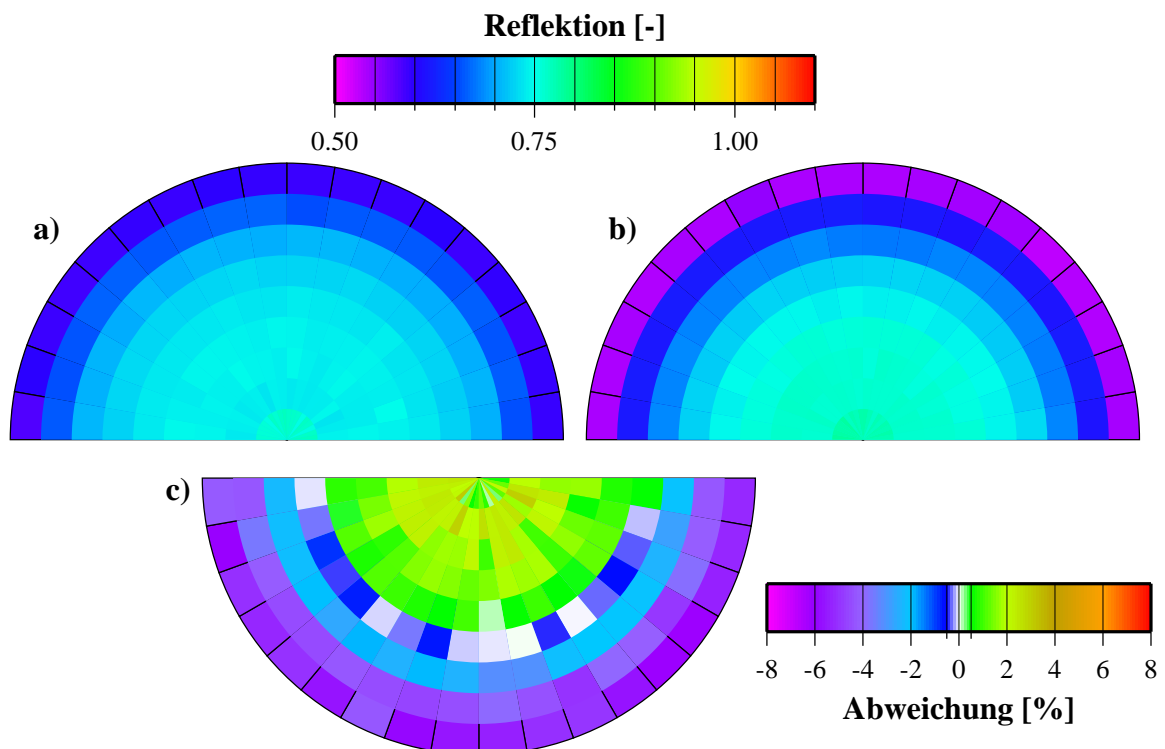 Reflektion [-]
0.50 0.75 1.00
a)
b)
c)
-8 -6 -4 -2 0 2 4 6 8
Abweichung [%]